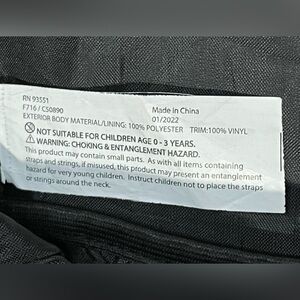 RN 93551
F716 / CS0890 Made in China
01/2022
EXTERIOR BODY MATERIAL/LINING: 100% POLYESTER TRIM:100% VINYL
NOT SUITABLE FOR CHILDREN AGE 0 - 3 YEARS.
WARNING: CHOKING & ENTANGLEMENT HAZARD.
This product may contain small parts. As with all items containing
straps and strings, if misused, this product may present an entanglement
hazard for very young children. Instruct children not to place the straps
or strings around the neck.